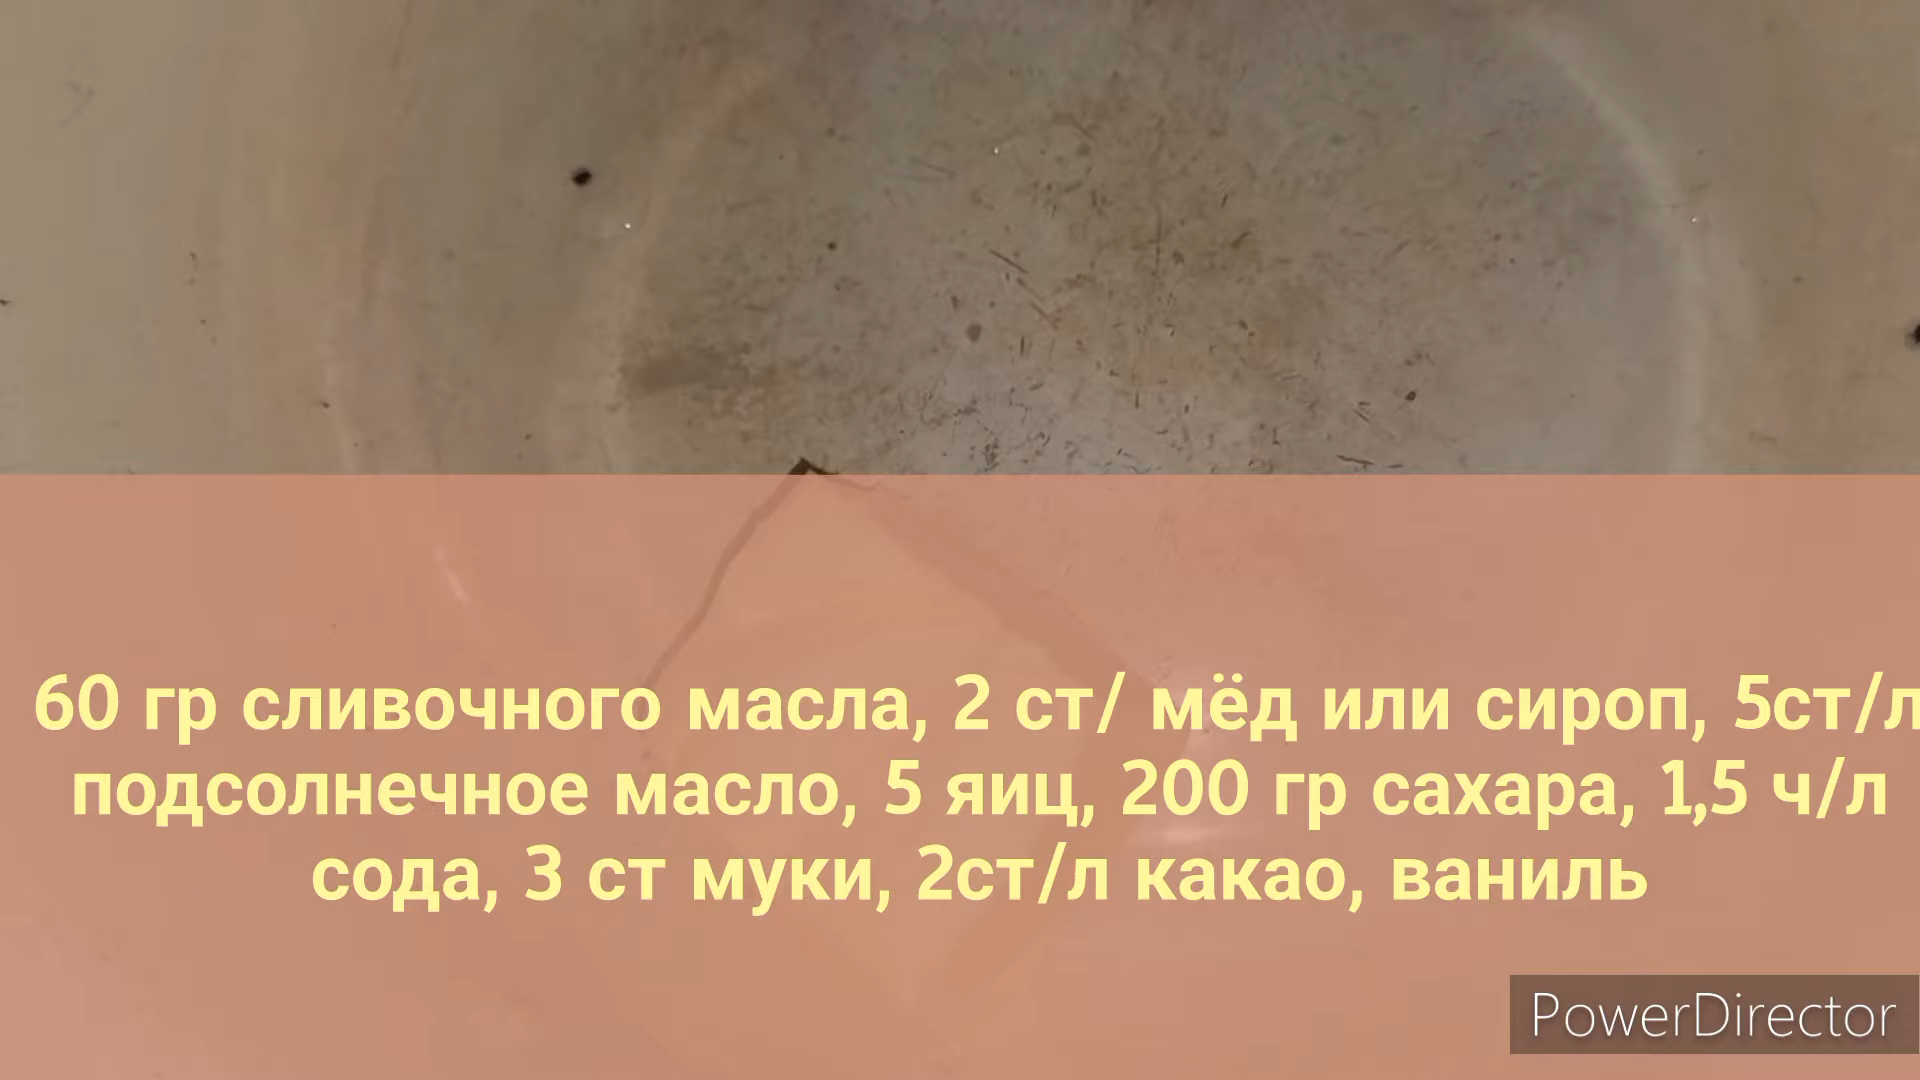 60 гр сливочного масла, 2 ст/ мёд или сироп, 5ст/л
подсолнечное масло, 5 яиц, 200 гр сахара, 1,5 ч/л
сода, 3 ст муки, 2ст/л какао, ваниль
PowerDirector